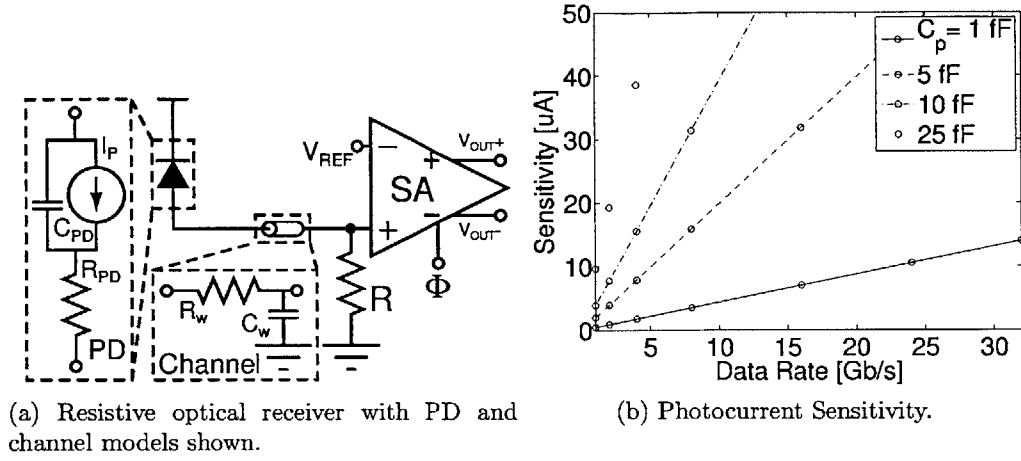 I_P
C_PD
R_PD
PD
V_REF
−
+
+
−
SA
V_OUT+
V_OUT-
Φ
R
R_w
C_w
Channel
(a) Resistive optical receiver with PD and
channel models shown.
50
40
30
20
10
0
Sensitivity [uA]
5 10 15 20 25 30
Data Rate [Gb/s]
C_p= 1 fF
5 fF
10 fF
25 fF
(b) Photocurrent Sensitivity.